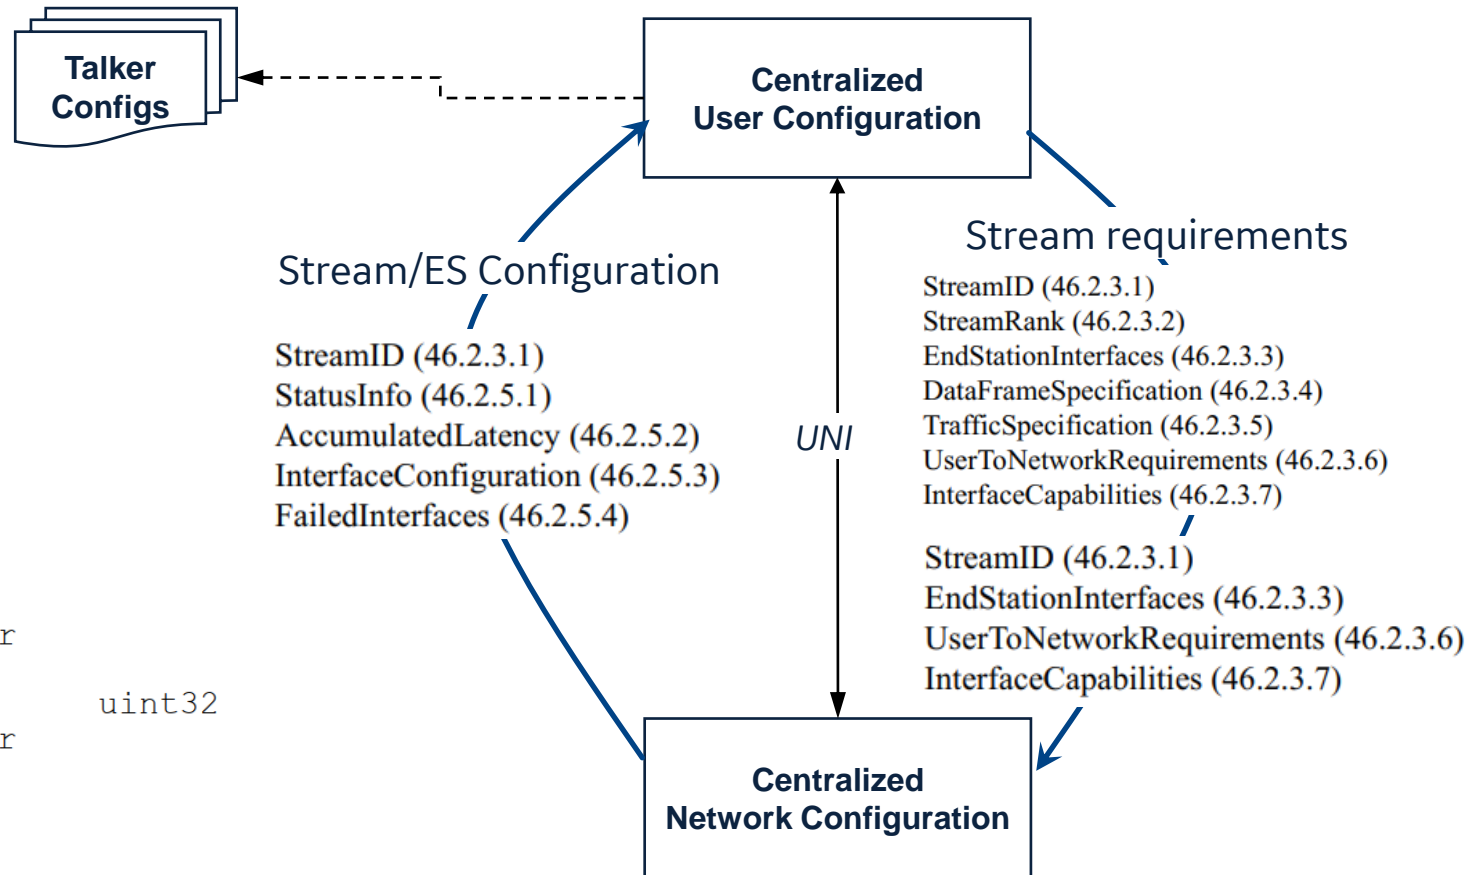 Talker
Configs
Centralized
User Configuration
Stream/ES Configuration
StreamID (46.2.3.1)
StatusInfo (46.2.5.1)
AccumulatedLatency (46.2.5.2)
InterfaceConfiguration (46.2.5.3)
FailedInterfaces (46.2.5.4)
UNI
Stream requirements
StreamID (46.2.3.1)
StreamRank (46.2.3.2)
EndStationInterfaces (46.2.3.3)
DataFrameSpecification (46.2.3.4)
TrafficSpecification (46.2.3.5)
UserToNetworkRequirements (46.2.3.6)
InterfaceCapabilities (46.2.3.7)
StreamID (46.2.3.1)
EndStationInterfaces (46.2.3.3)
UserToNetworkRequirements (46.2.3.6)
InterfaceCapabilities (46.2.3.7)
r
uint32
r
Centralized
Network Configuration